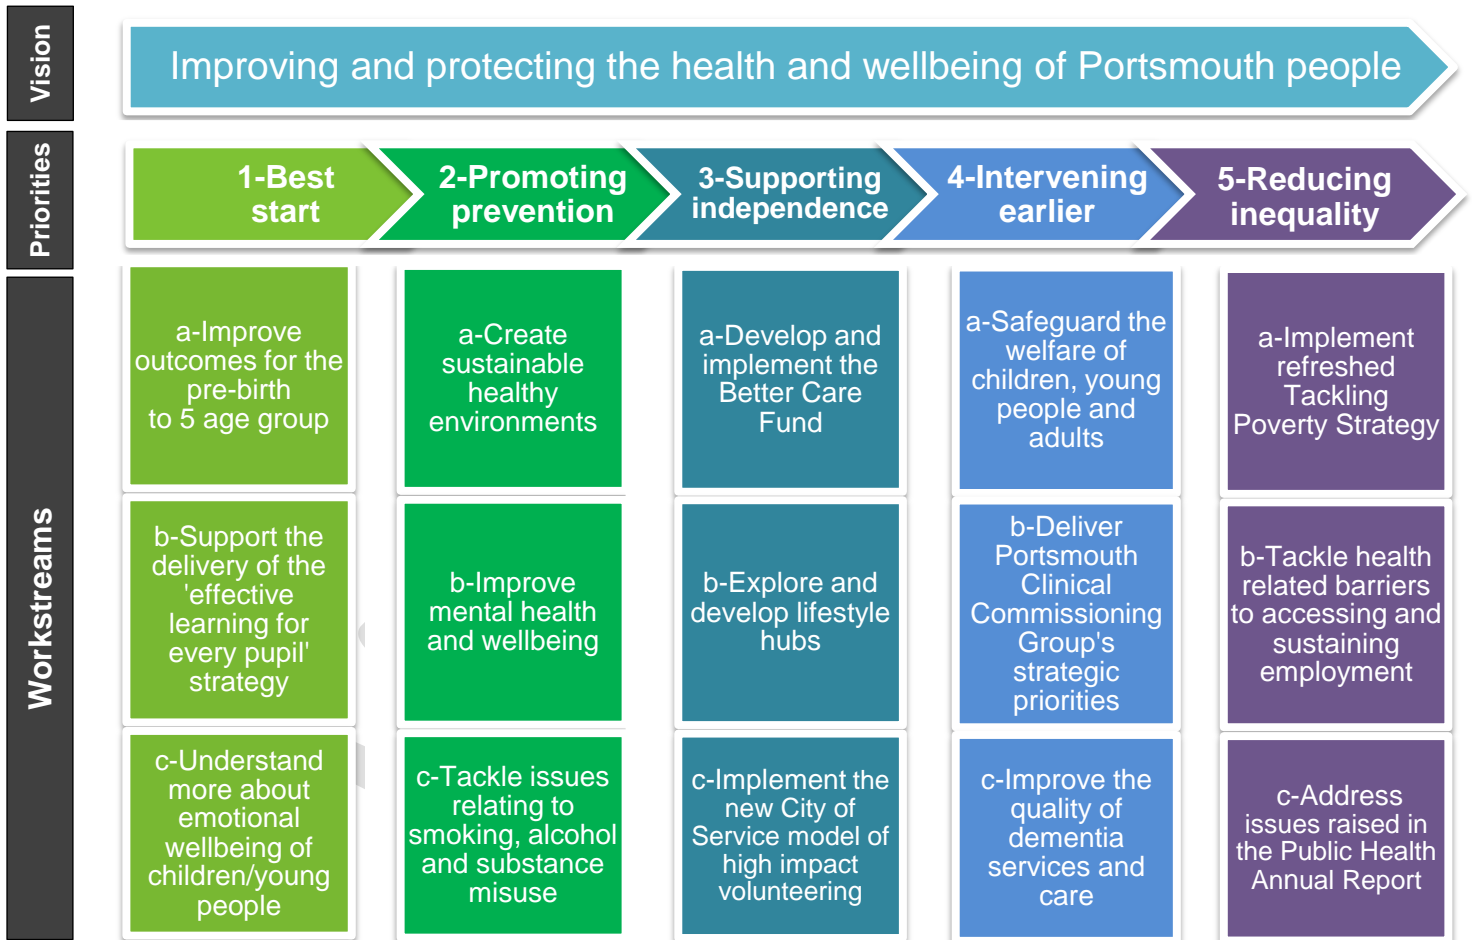 Vision
Improving and protecting the health and wellbeing of Portsmouth people
Priorities
1-Best
start
2-Promoting
prevention
3-Supporting
independence
4-Intervening
earlier
5-Reducing
inequality
Workstreams
a-Improve
outcomes for the
pre-birth
to 5 age group
a-Create
sustainable
healthy
environments
a-Develop and
implement the
Better Care
Fund
a-Safeguard the
welfare of
children, young
people and
adults
a-Implement
refreshed
Tackling
Poverty Strategy
b-Support the
delivery of the
'effective
learning for
every pupil'
strategy
b-Improve
mental health
and wellbeing
b-Explore and
develop lifestyle
hubs
b-Deliver
Portsmouth
Clinical
Commissioning
Group's
strategic
priorities
b-Tackle health
related barriers
to accessing and
sustaining
employment
c-Understand
more about
emotional
wellbeing of
children/young
people
c-Tackle issues
relating to
smoking, alcohol
and substance
misuse
c-Implement the
new City of
Service model of
high impact
volunteering
c-Improve the
quality of
dementia
services and
care
c-Address
issues raised in
the Public Health
Annual Report